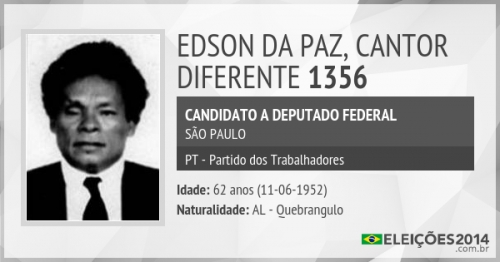 EDSON DA PAZ, CANTOR
DIFERENTE 1356
CANDIDATO A DEPUTADO FEDERAL
SÃO PAULO
PT - Partido dos Trabalhadores
Idade: 62 anos (11-06-1952)
Naturalidade: AL - Quebrangulo
ELEIÇÕES2014
.com.br